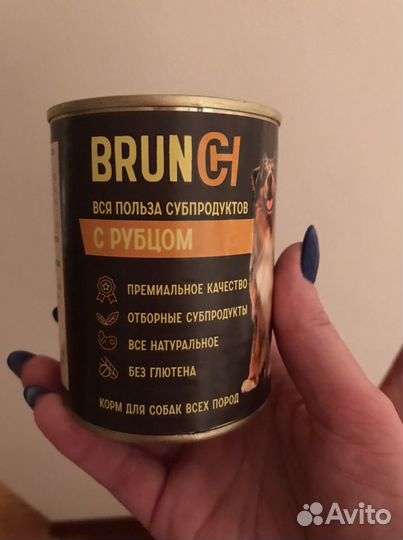 BRUNCH
ВСЯ ПОЛЬЗА СУБПРОДУКТОВ
С РУБЦОМ
ПРЕМИАЛЬНОЕ КАЧЕСТВО
ОТБОРНЫЕ СУБПРОДУКТЫ
ВСЕ НАТУРАЛЬНОЕ
БЕЗ ГЛЮТЕНА
КОРМ ДЛЯ СОБАК ВСЕХ ПОРОД
Avito